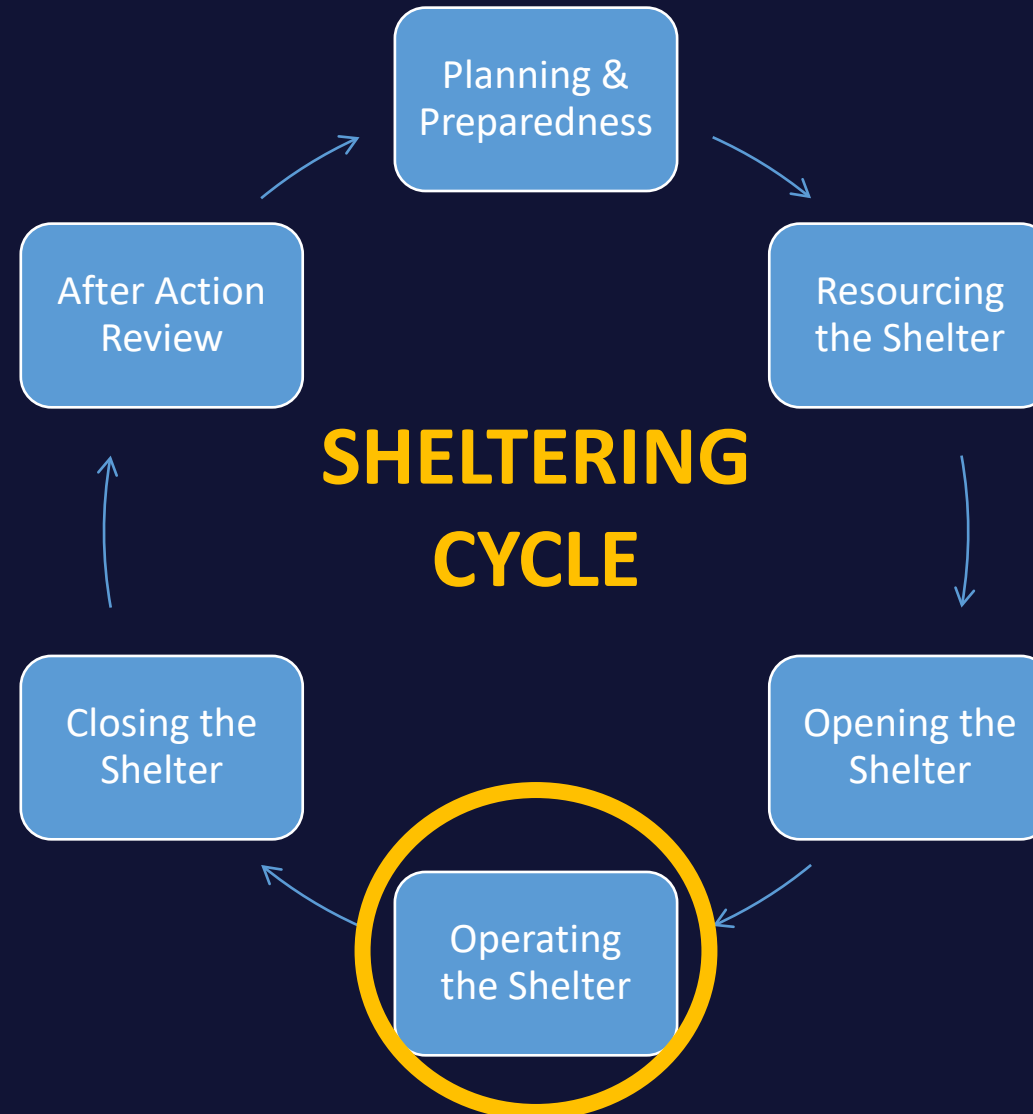 Planning &
Preparedness
Resourcing
the Shelter
Opening the
Shelter
Operating
the Shelter
Closing the
Shelter
After Action
Review
SHELTERING
CYCLE